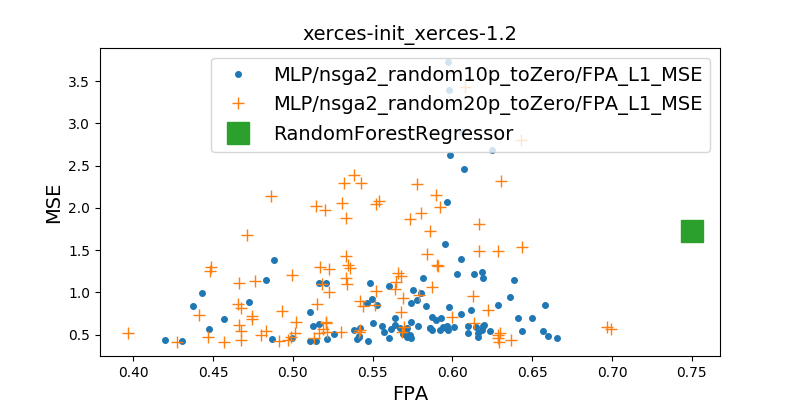 xerces-init_xerces-1.2
MLP/nsga2_random10p_toZero/FPA_L1_MSE
MLP/nsga2_random20p_toZero/FPA_L1_MSE
RandomForestRegressor
MSE
3.5
3.0
2.5
2.0
1.5
1.0
0.5
0.40 0.45 0.50 0.55 0.60 0.65 0.70 0.75
FPA